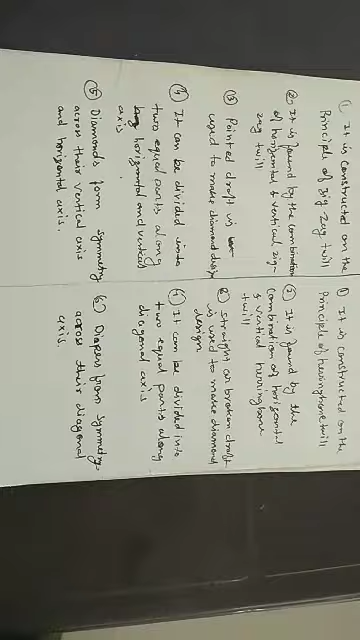 ① It is constructed on the
Principle of Zig Zag twill
② It is found by the combination
of horizontal & vertical zig-
zag twill
③ Pointed draft is
used to make diamond design
④ It can be divided into
two equal parts along
horizontal and vertical
axis.
⑤ Diamonds form symmetry
across their vertical axis
and horizontal axis.
① It is constructed on the
Principle of herringbone twill
② It is found by the
combination of horizontal
& vertical herringbone
twill
③ straight or broken draft
is used to make diamond
design
④ It can be divided into
two equal parts along
diagonal axis
⑤ Diapers form symmetry
across their diagonal
axis.